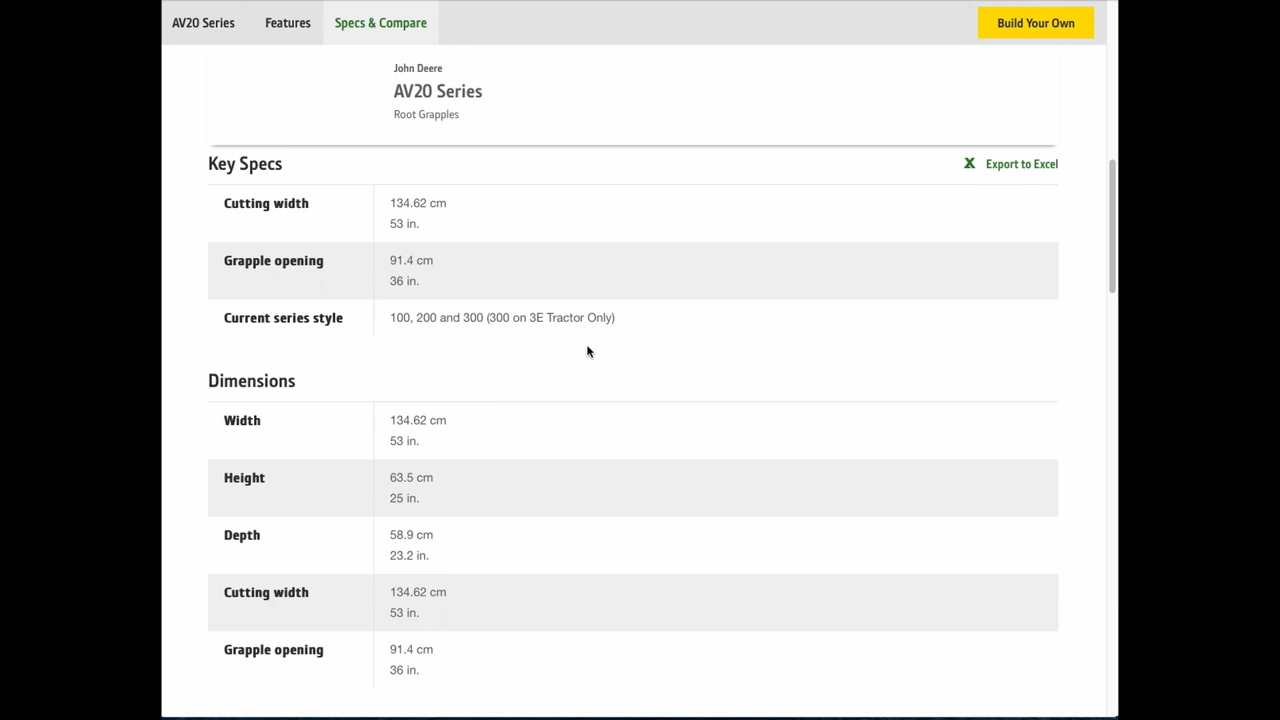 AV20 Series
Features
Specs & Compare
Build Your Own
John Deere
AV20 Series
Root Grapples
Key Specs
X Export to Excel
Cutting width
134.62 cm
53 in.
Grapple opening
91.4 cm
36 in.
Current series style
100, 200 and 300 (300 on 3E Tractor Only)
Dimensions
Width
134.62 cm
53 in.
Height
63.5 cm
25 in.
Depth
58.9 cm
23.2 in.
Cutting width
134.62 cm
53 in.
Grapple opening
91.4 cm
36 in.